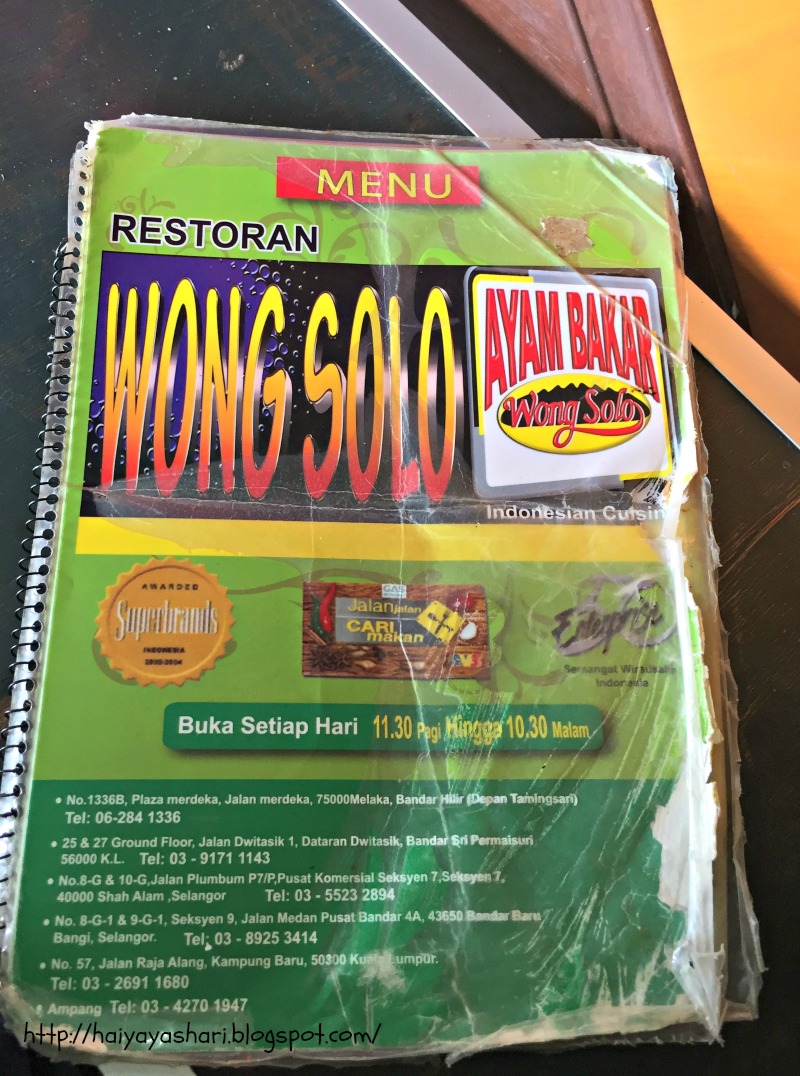 MENU
RESTORAN
WONG SOLO
AYAM BAKAR
Wong Solo
Indonesian Cuisin
AWARDED
Superbrands
INDONESIA
2003-2004
GAS
Jalanjalan
CARI
makan
Enterprise
Semangat Wirausaha
Indonesia
Buka Setiap Hari 11.30 Pagi Hingga 10.30 Malam
• No.1336B, Plaza merdeka, Jalan merdeka, 75000Melaka, Bandar Hilir (Depan Tamingsari)
Tel: 06-284 1336
• 25 & 27 Ground Floor, Jalan Dwitasik 1, Dataran Dwitasik, Bandar Sri Permaisuri
56000 K.L. Tel: 03 - 9171 1143
• No.8-G & 10-G,Jalan Plumbum P7/P,Pusat Komersial Seksyen 7,Seksyen 7,
40000 Shah Alam ,Selangor Tel: 03 - 5523 2894
• No. 8-G-1 & 9-G-1, Seksyen 9, Jalan Medan Pusat Bandar 4A, 43650 Bandar Baru
Bangi, Selangor. Tel: 03 - 8925 3414
• No. 57, Jalan Raja Alang, Kampung Baru, 50300 Kuala Lumpur.
Tel: 03 - 2691 1680
• Ampang Tel: 03 - 4270 1947
http://haiyayashari.blogspot.com/